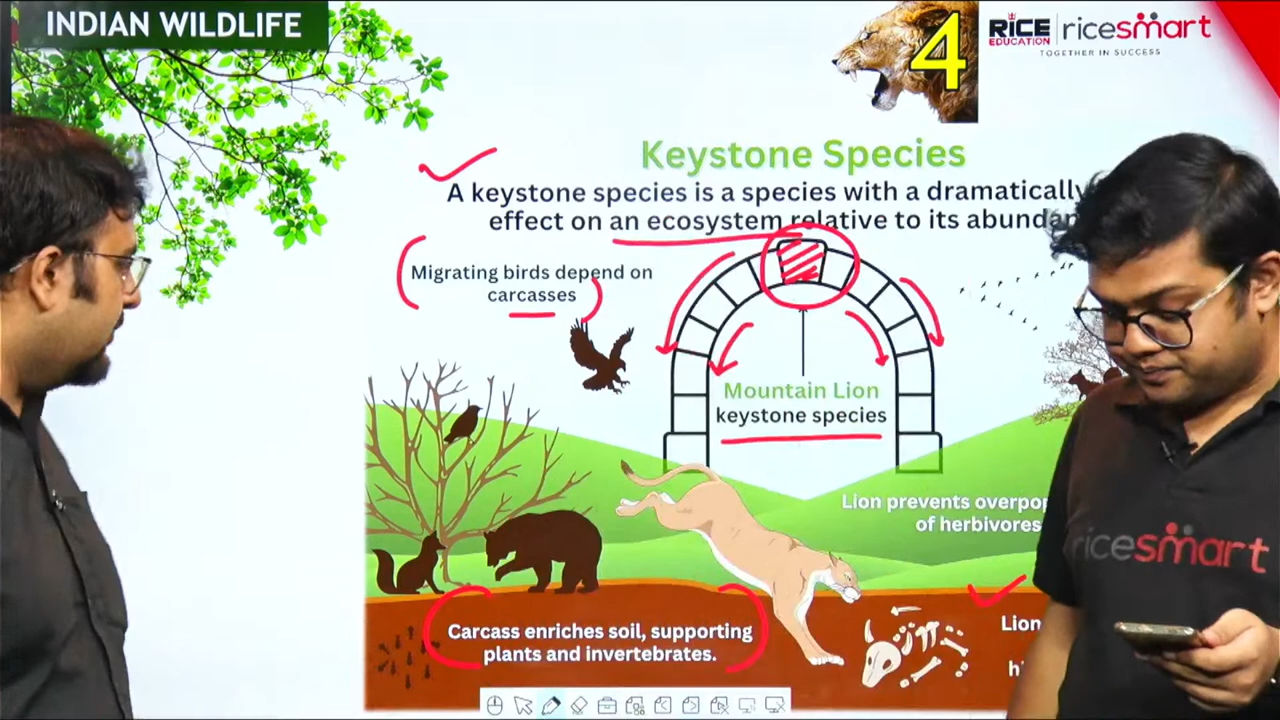 INDIAN WILDLIFE
4
RICE EDUCATION
ricesmart
TOGETHER IN SUCCESS
Keystone Species
A keystone species is a species with a dramatically
effect on an ecosystem relative to its
Migrating birds depend on
carcasses
Mountain Lion
keystone species
Lion prevents
of herbivores
Carcass enriches soil, supporting
plants and invertebrates.
Lion
ricesmart